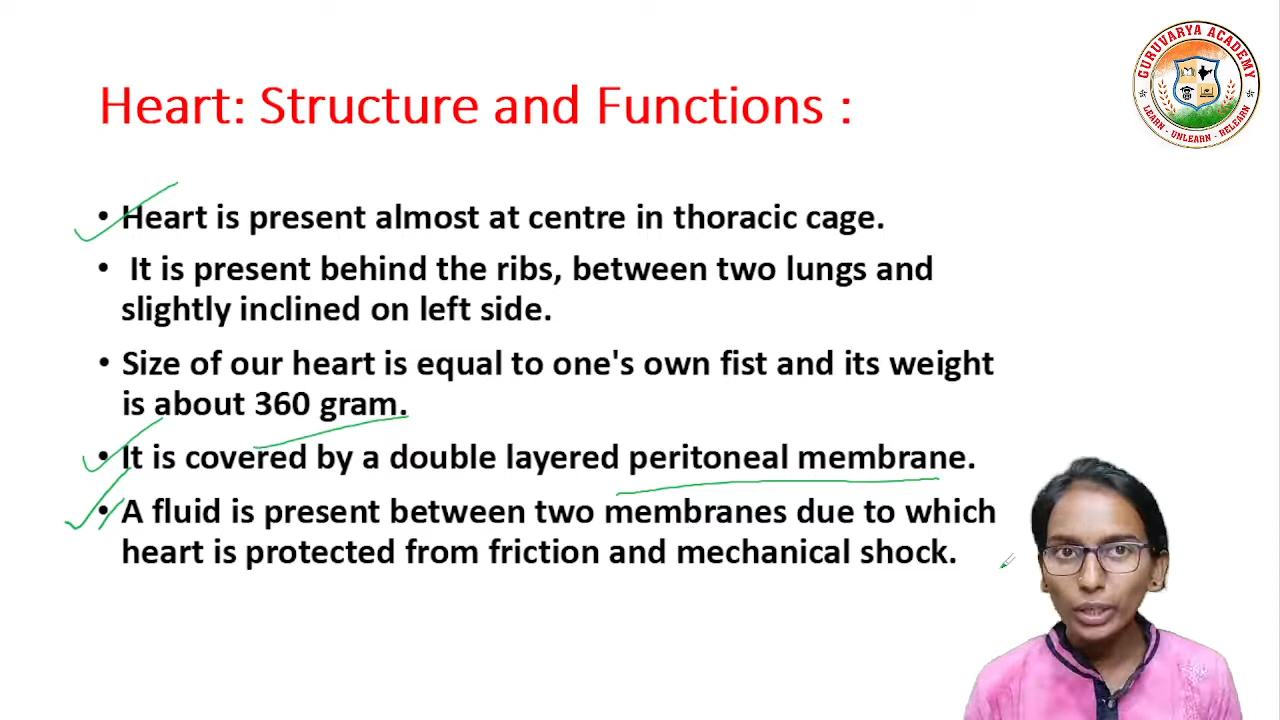 GURUVARYA ACADEMY
LEARN - UNLEARN - RELEARN
Heart: Structure and Functions :
• Heart is present almost at centre in thoracic cage.
• It is present behind the ribs, between two lungs and
slightly inclined on left side.
• Size of our heart is equal to one's own fist and its weight
is about 360 gram.
• It is covered by a double layered peritoneal membrane.
• A fluid is present between two membranes due to which
heart is protected from friction and mechanical shock.